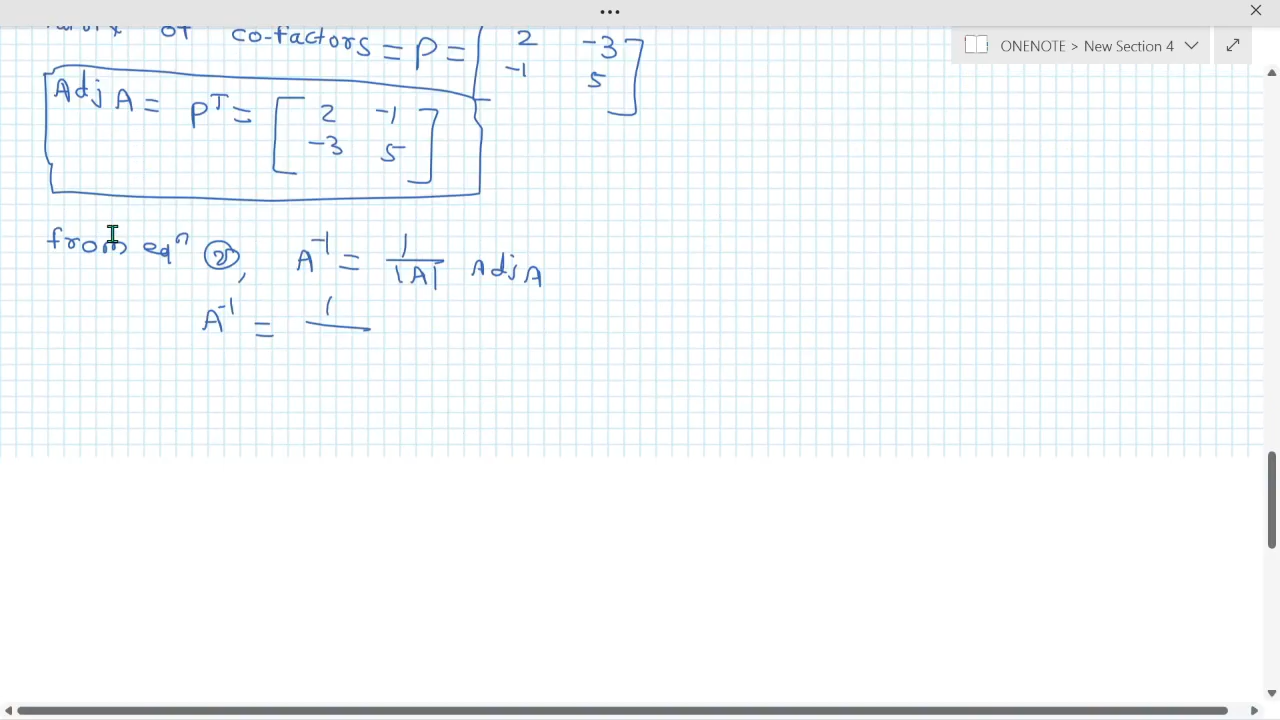 •••
ONENOTE > New Section 4
of co-factors = P = [ 2 -3
-1 5 ]
Adj A = P^T = [ 2 -1
-3 5 ]
from eqⁿ ②, A⁻¹ = 1/|A| Adj A
A⁻¹ = 1